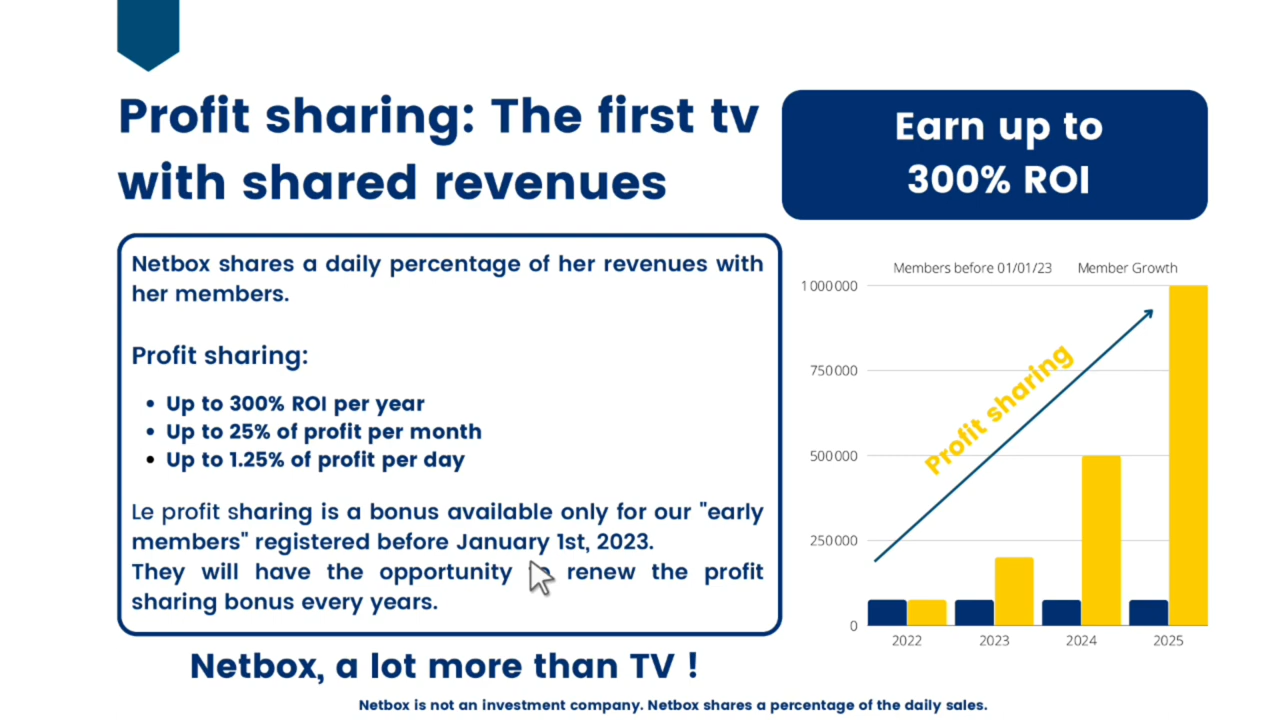 Profit sharing: The first tv
with shared revenues
Earn up to
300% ROI
Netbox shares a daily percentage of her revenues with
her members.
Profit sharing:
• Up to 300% ROI per year
• Up to 25% of profit per month
• Up to 1.25% of profit per day
Le profit sharing is a bonus available only for our "early
members" registered before January 1st, 2023.
They will have the opportunity renew the profit
sharing bonus every years.
Members before 01/01/23 Member Growth
1 000 000
750 000
500 000
250 000
0
Profit sharing
2022 2023 2024 2025
Netbox, a lot more than TV !
Netbox is not an investment company. Netbox shares a percentage of the daily sales.